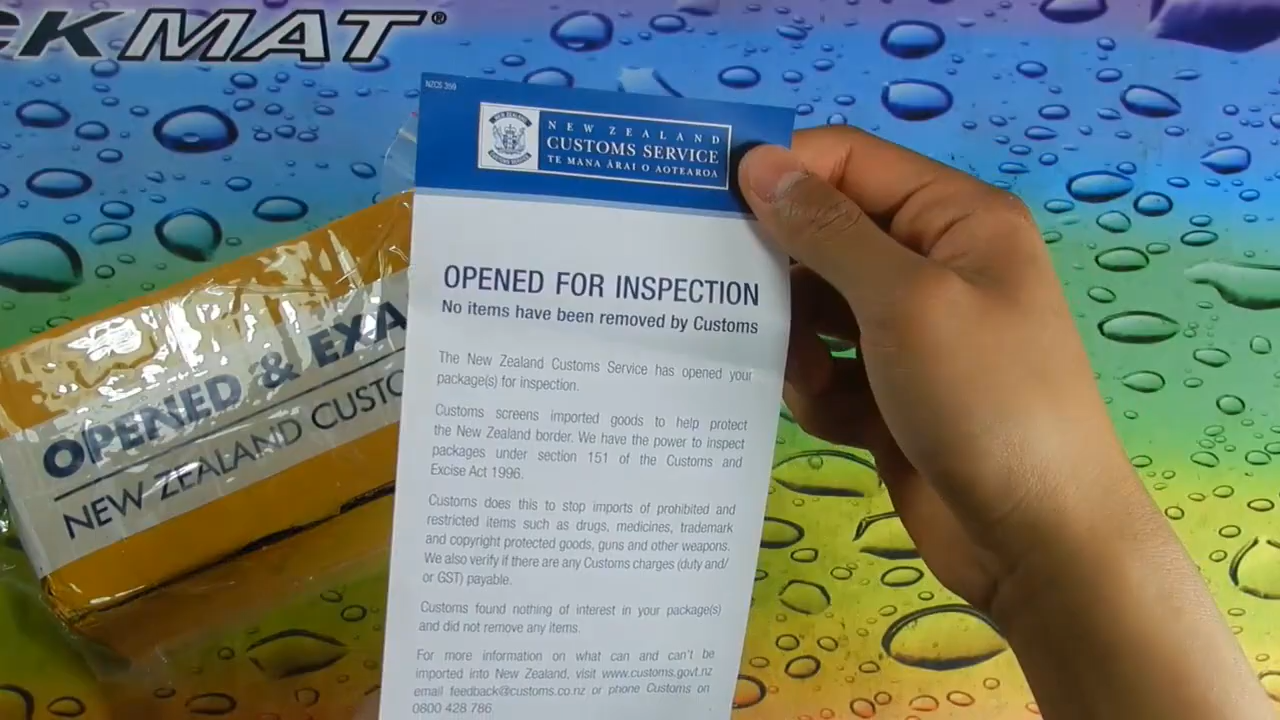 CKMAT®
NZCS 359
NEW ZEALAND
CUSTOMS SERVICE
TE MANA ĀRAI O AOTEAROA
OPENED FOR INSPECTION
No items have been removed by Customs
The New Zealand Customs Service has opened your
package(s) for inspection.
Customs screens imported goods to help protect
the New Zealand border. We have the power to inspect
packages under section 151 of the Customs and
Excise Act 1996.
Customs does this to stop imports of prohibited and
restricted items such as drugs, medicines, trademark
and copyright protected goods, guns and other weapons.
We also verify if there are any Customs charges (duty and/
or GST) payable.
Customs found nothing of interest in your package(s)
and did not remove any items.
For more information on what can and can't be
imported into New Zealand, visit www.customs.govt.nz
email feedback@customs.co.nz or phone Customs on
0800 428 786.
OPENED & EXA
NEW ZEALAND CUSTO